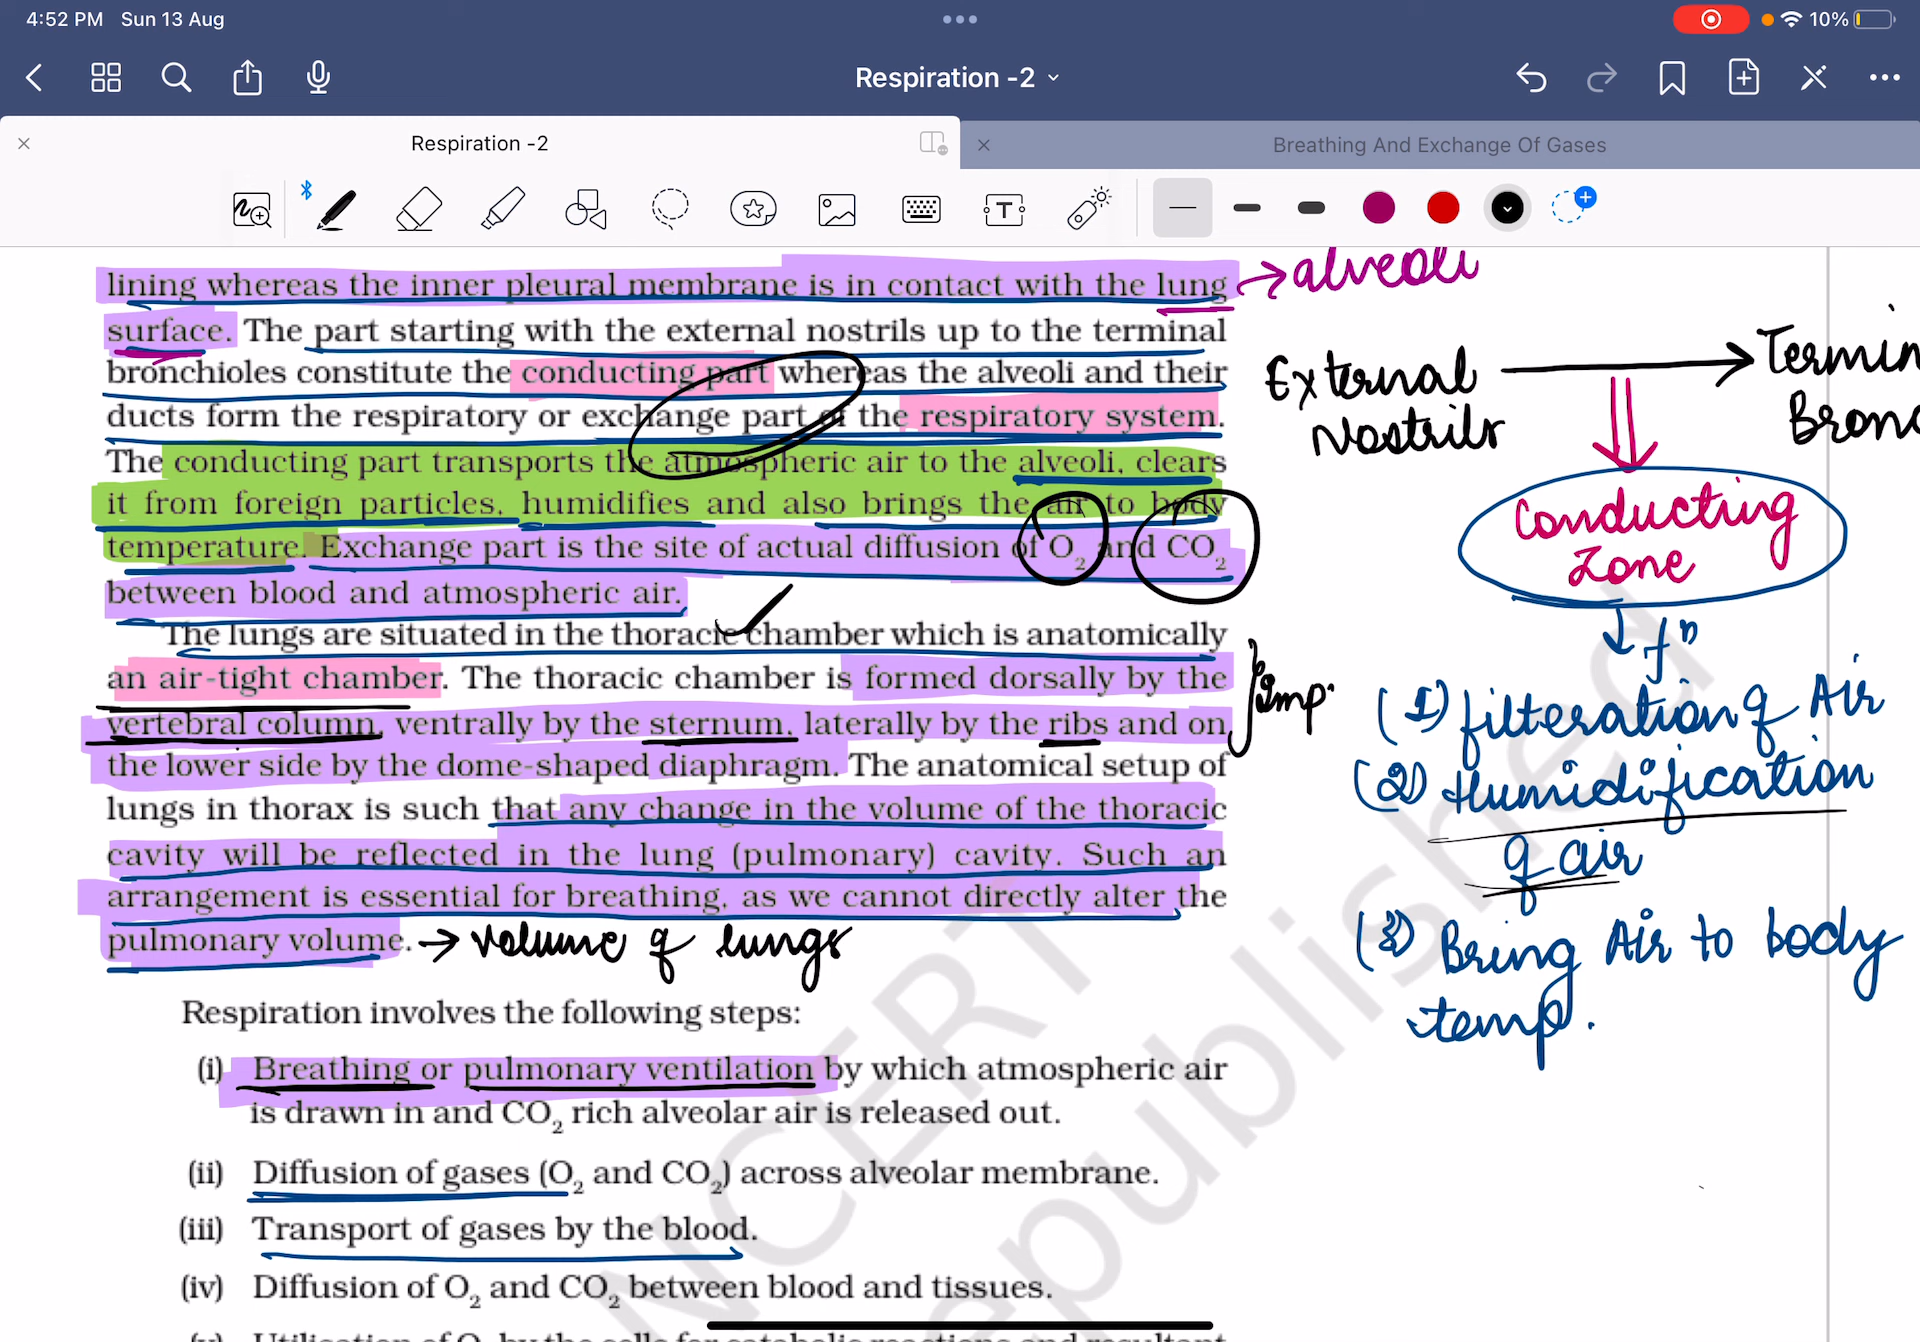 4:52 PM Sun 13 Aug
10%
Respiration -2
Respiration -2
Breathing And Exchange Of Gases
lining whereas the inner pleural membrane is in contact with the lung → alveoli
surface. The part starting with the external nostrils up to the terminal
bronchioles constitute the conducting part whereas the alveoli and their
ducts form the respiratory or exchange part of the respiratory system.
The conducting part transports the atmospheric air to the alveoli, clears
it from foreign particles, humidifies and also brings the air to body
temperature. Exchange part is the site of actual diffusion of O₂ and CO₂
between blood and atmospheric air.
The lungs are situated in the thoracic chamber which is anatomically
an air-tight chamber. The thoracic chamber is formed dorsally by the
vertebral column, ventrally by the sternum, laterally by the ribs and on
the lower side by the dome-shaped diaphragm. The anatomical setup of
lungs in thorax is such that any change in the volume of the thoracic
cavity will be reflected in the lung (pulmonary) cavity. Such an
arrangement is essential for breathing, as we cannot directly alter the
pulmonary volume. → volume of lungs
Respiration involves the following steps:
(i) Breathing or pulmonary ventilation by which atmospheric air
is drawn in and CO₂ rich alveolar air is released out.
(ii) Diffusion of gases (O₂ and CO₂) across alveolar membrane.
(iii) Transport of gases by the blood.
(iv) Diffusion of O₂ and CO₂ between blood and tissues.
External → Termin
Nostrils Bronc
Conducting
Zone
↓ fⁿ
Imp.
(1) filteration of Air
(2) Humidification
of air
(3) Bring Air to body
temp.
NCERT
republished